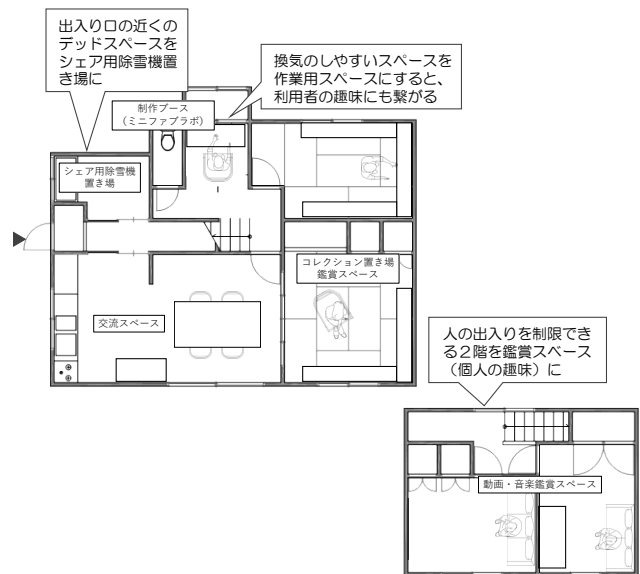 出入り口の近くの
デッドスペースを
シェア用除雪機置
き場に
換気のしやすいスペースを
作業用スペースにすると、
利用者の趣味にも繋がる
制作ブース
（ミニファブラボ）
シェア用除雪機
置き場
コレクション置き場
鑑賞スペース
交流スペース
人の出入りを制限でき
る２階を鑑賞スペース
（個人の趣味）に
動画・音楽鑑賞スペース